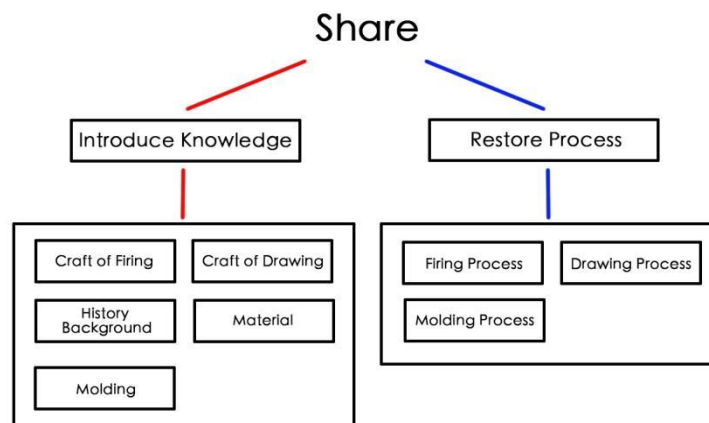 Share
Introduce Knowledge
Restore Process
Craft of Firing
Craft of Drawing
History
Background
Material
Molding
Firing Process
Drawing Process
Molding Process